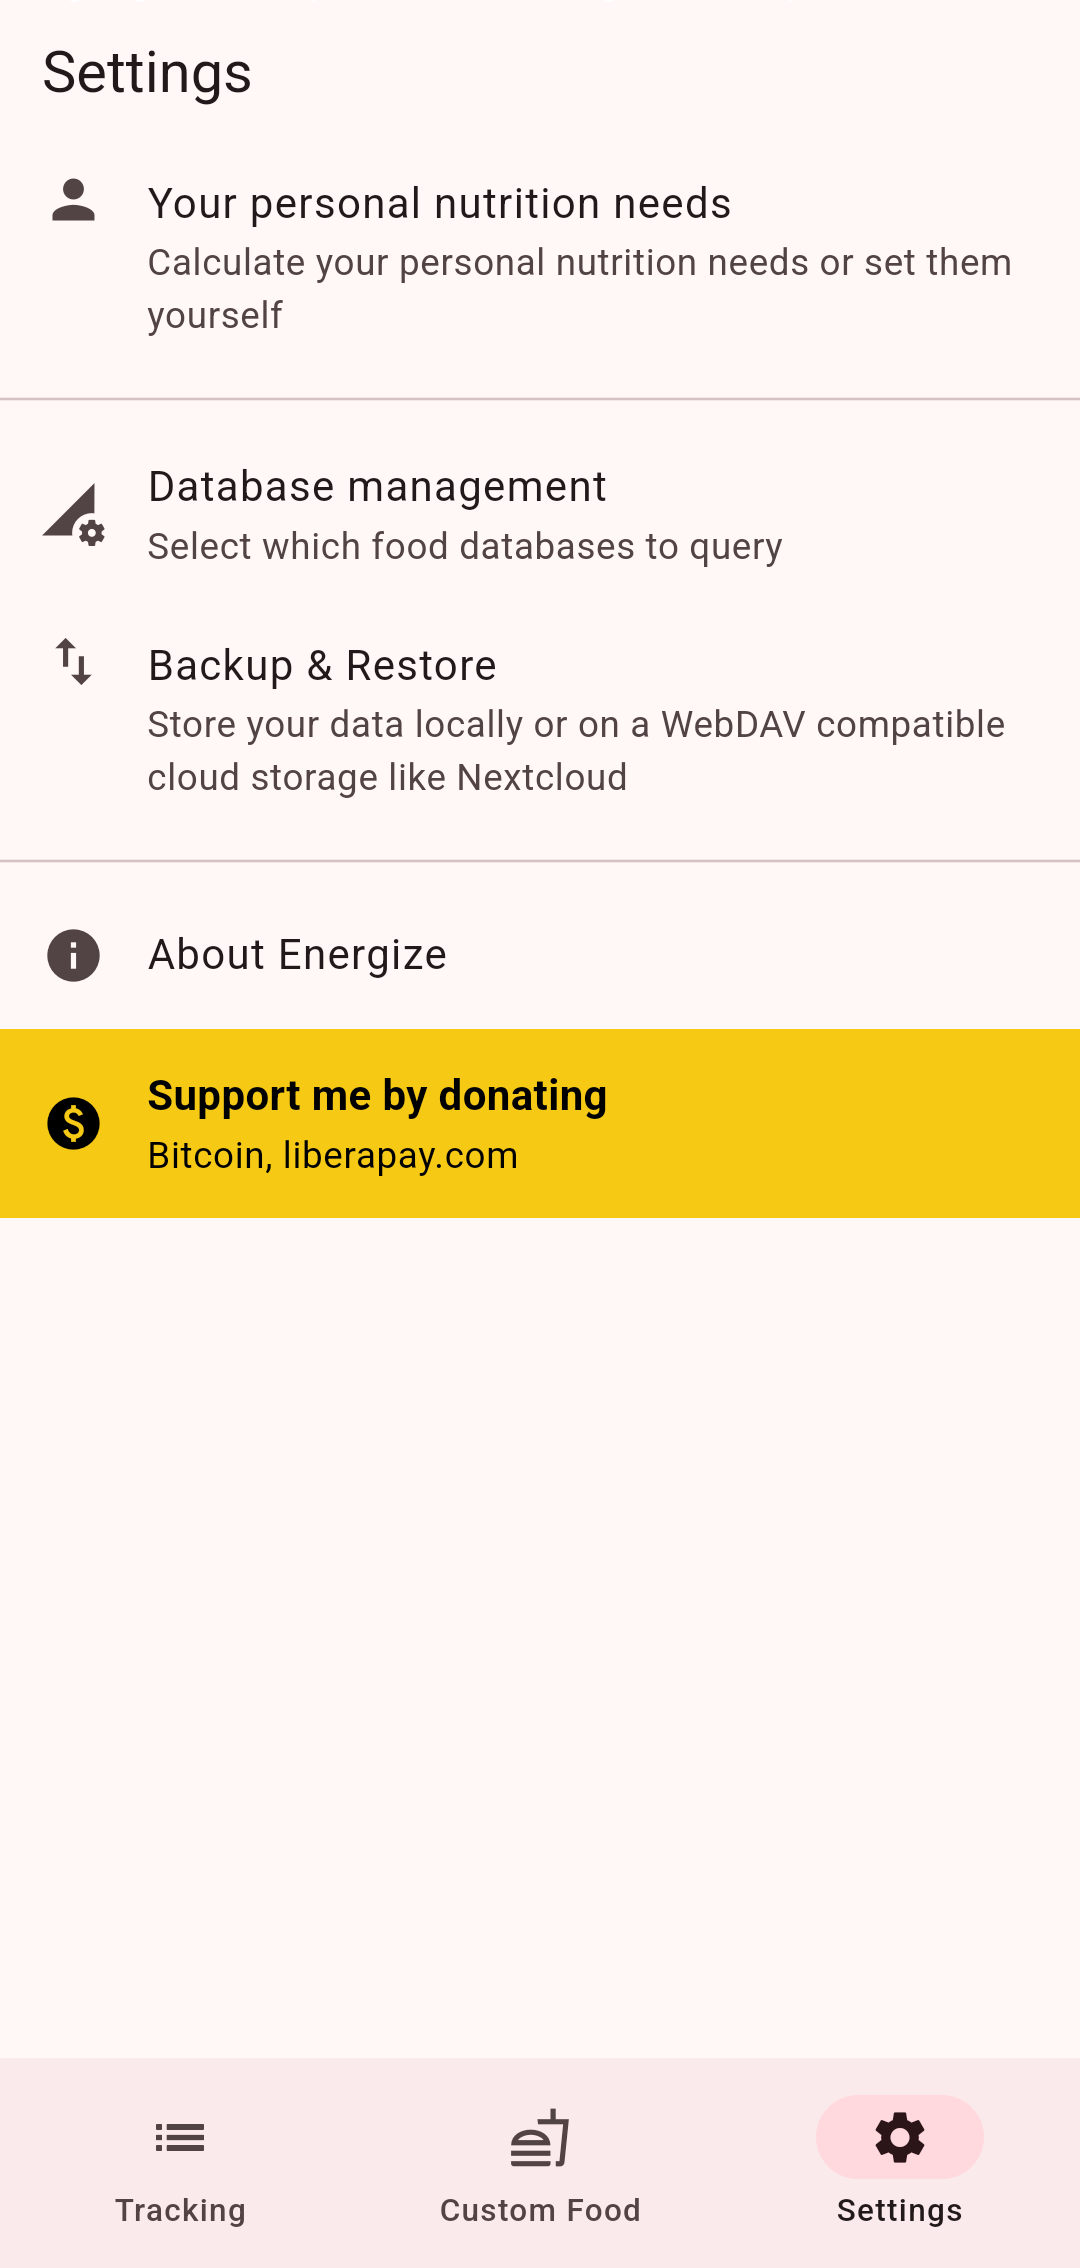 Settings
Your personal nutrition needs
Calculate your personal nutrition needs or set them
yourself
Database management
Select which food databases to query
Backup & Restore
Store your data locally or on a WebDAV compatible
cloud storage like Nextcloud
About Energize
Support me by donating
Bitcoin, liberapay.com
Tracking
Custom Food
Settings